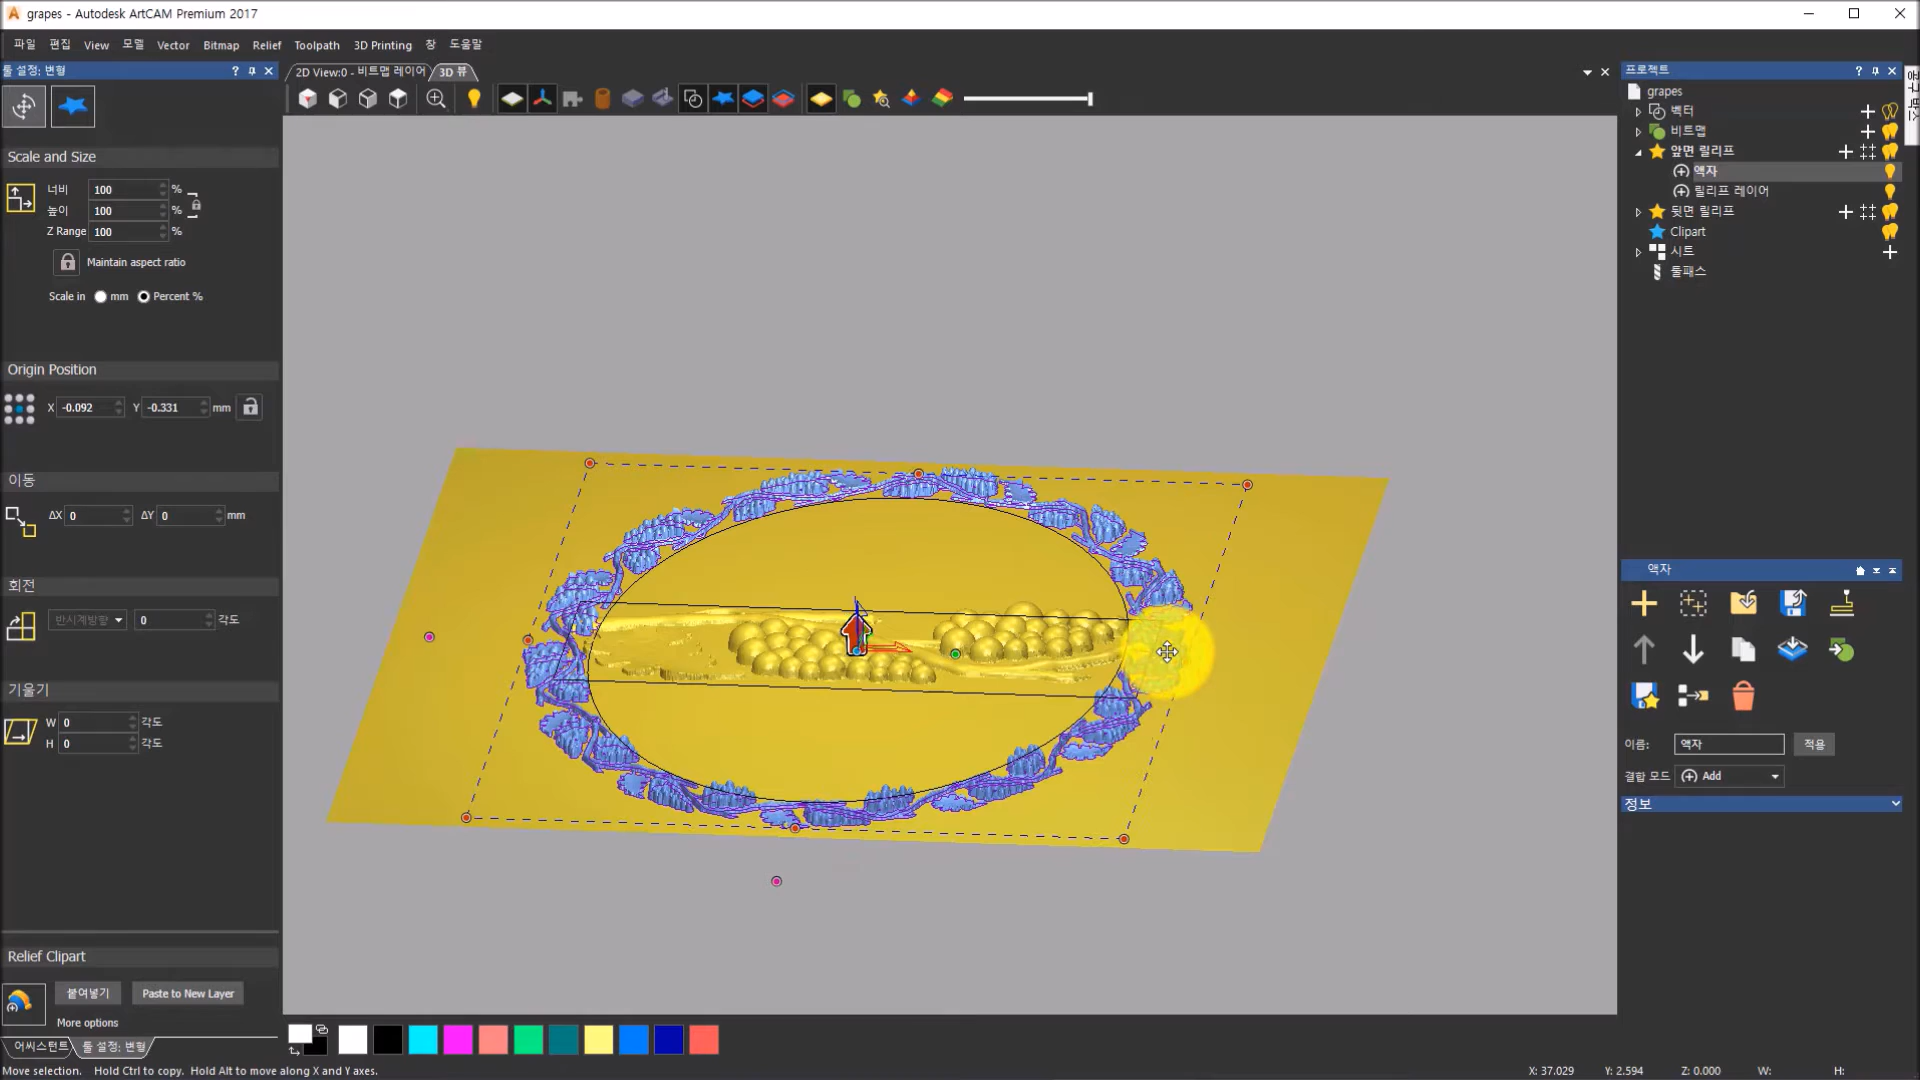 grapes - Autodesk ArtCAM Premium 2017
파일 편집 View 모델 Vector Bitmap Relief Toolpath 3D Printing 창 도움말
툴 설정: 변형
2D View:0 - 비트맵 레이어
3D 뷰
Scale and Size
너비 100 %
높이 100 %
Z Range 100 %
Maintain aspect ratio
Scale in mm Percent %
Origin Position
X -0.092 Y -0.331 mm
이동
ΔX 0 ΔY 0 mm
회전
반시계방향 0 각도
기울기
W 0 각도
H 0 각도
Relief Clipart
붙여넣기 Paste to New Layer
More options
어씨스턴트 툴 설정: 변형
Move selection. Hold Ctrl to copy. Hold Alt to move along X and Y axes.
X: 37.029 Y: 2.594 Z: 0.000 W: H:
프로젝트
grapes
벡터
비트맵
앞면 릴리프
액자
릴리프 레이어
뒷면 릴리프
Clipart
시트
툴패스
액자
이름: 액자 적용
결합 모드 Add
정보